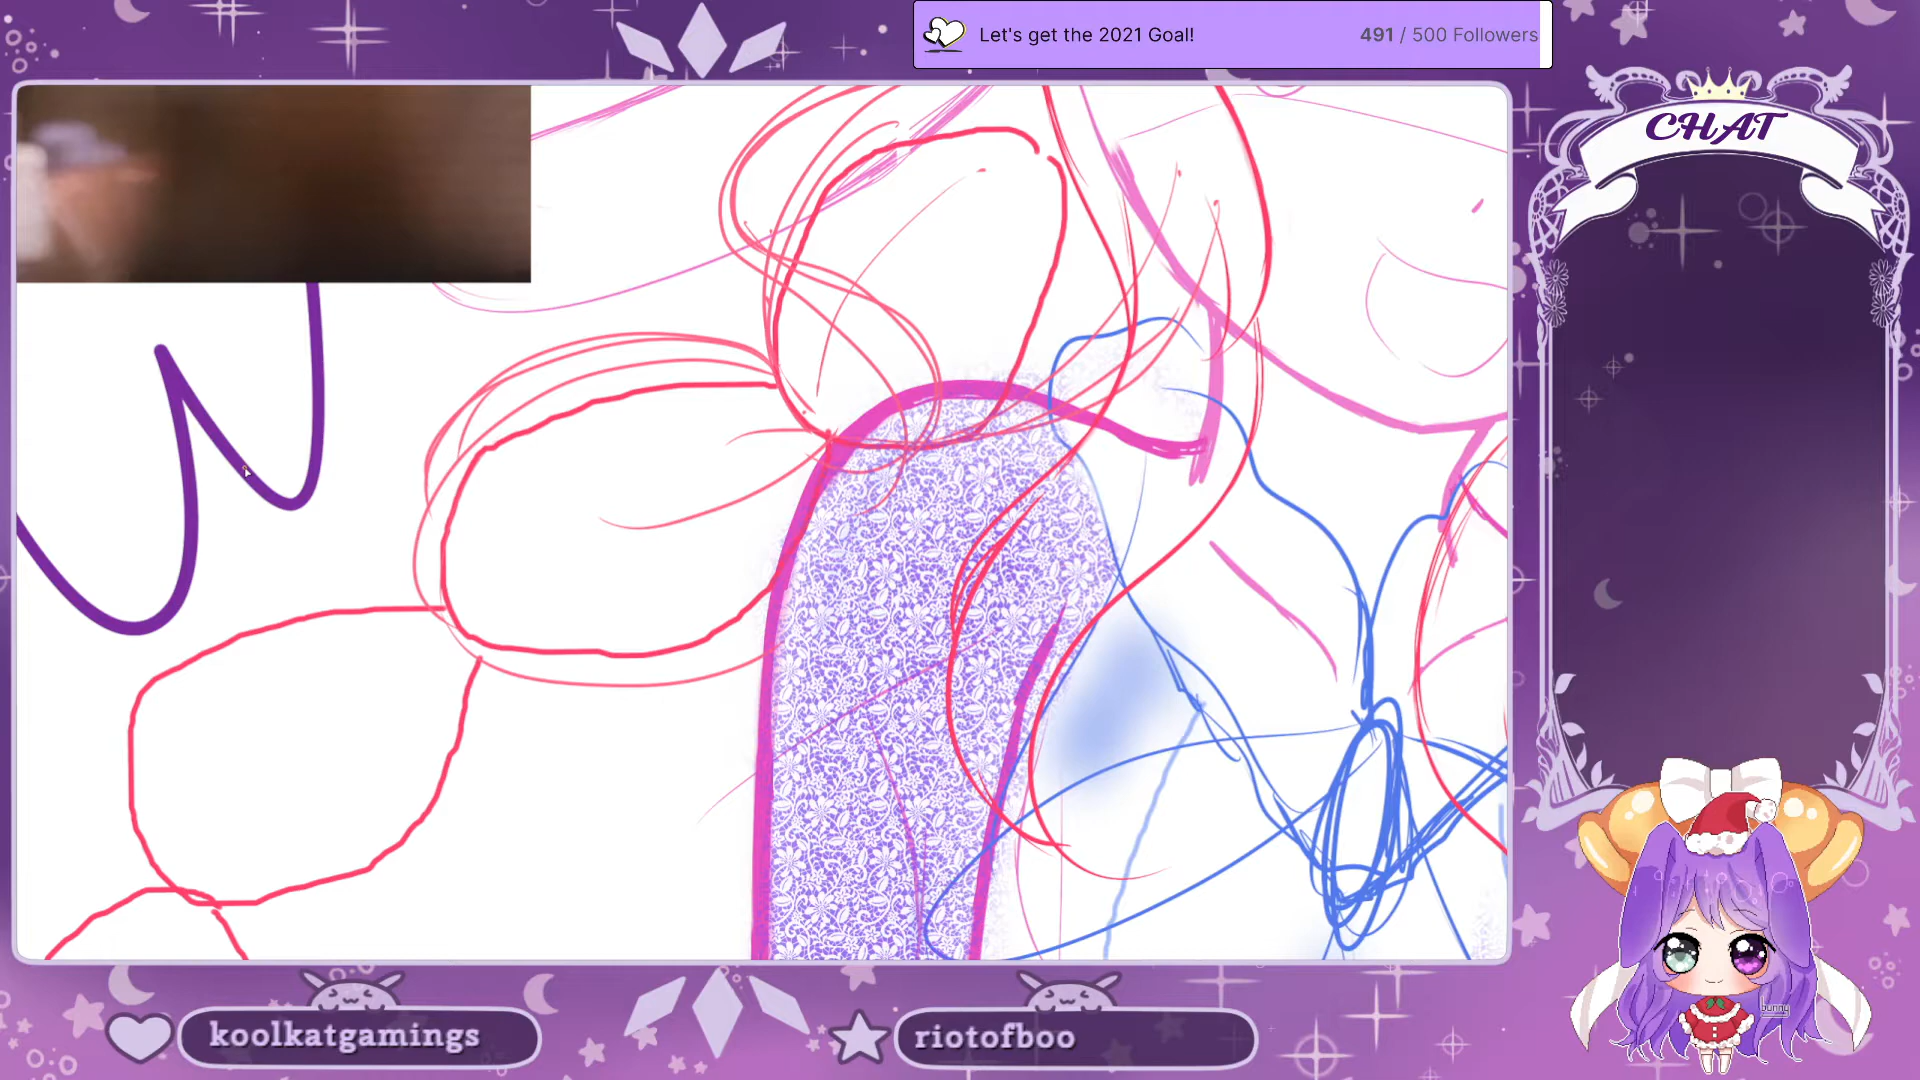 Let's get the 2021 Goal!
491 / 500 Followers
CHAT
koolkatgamings
riotofboo